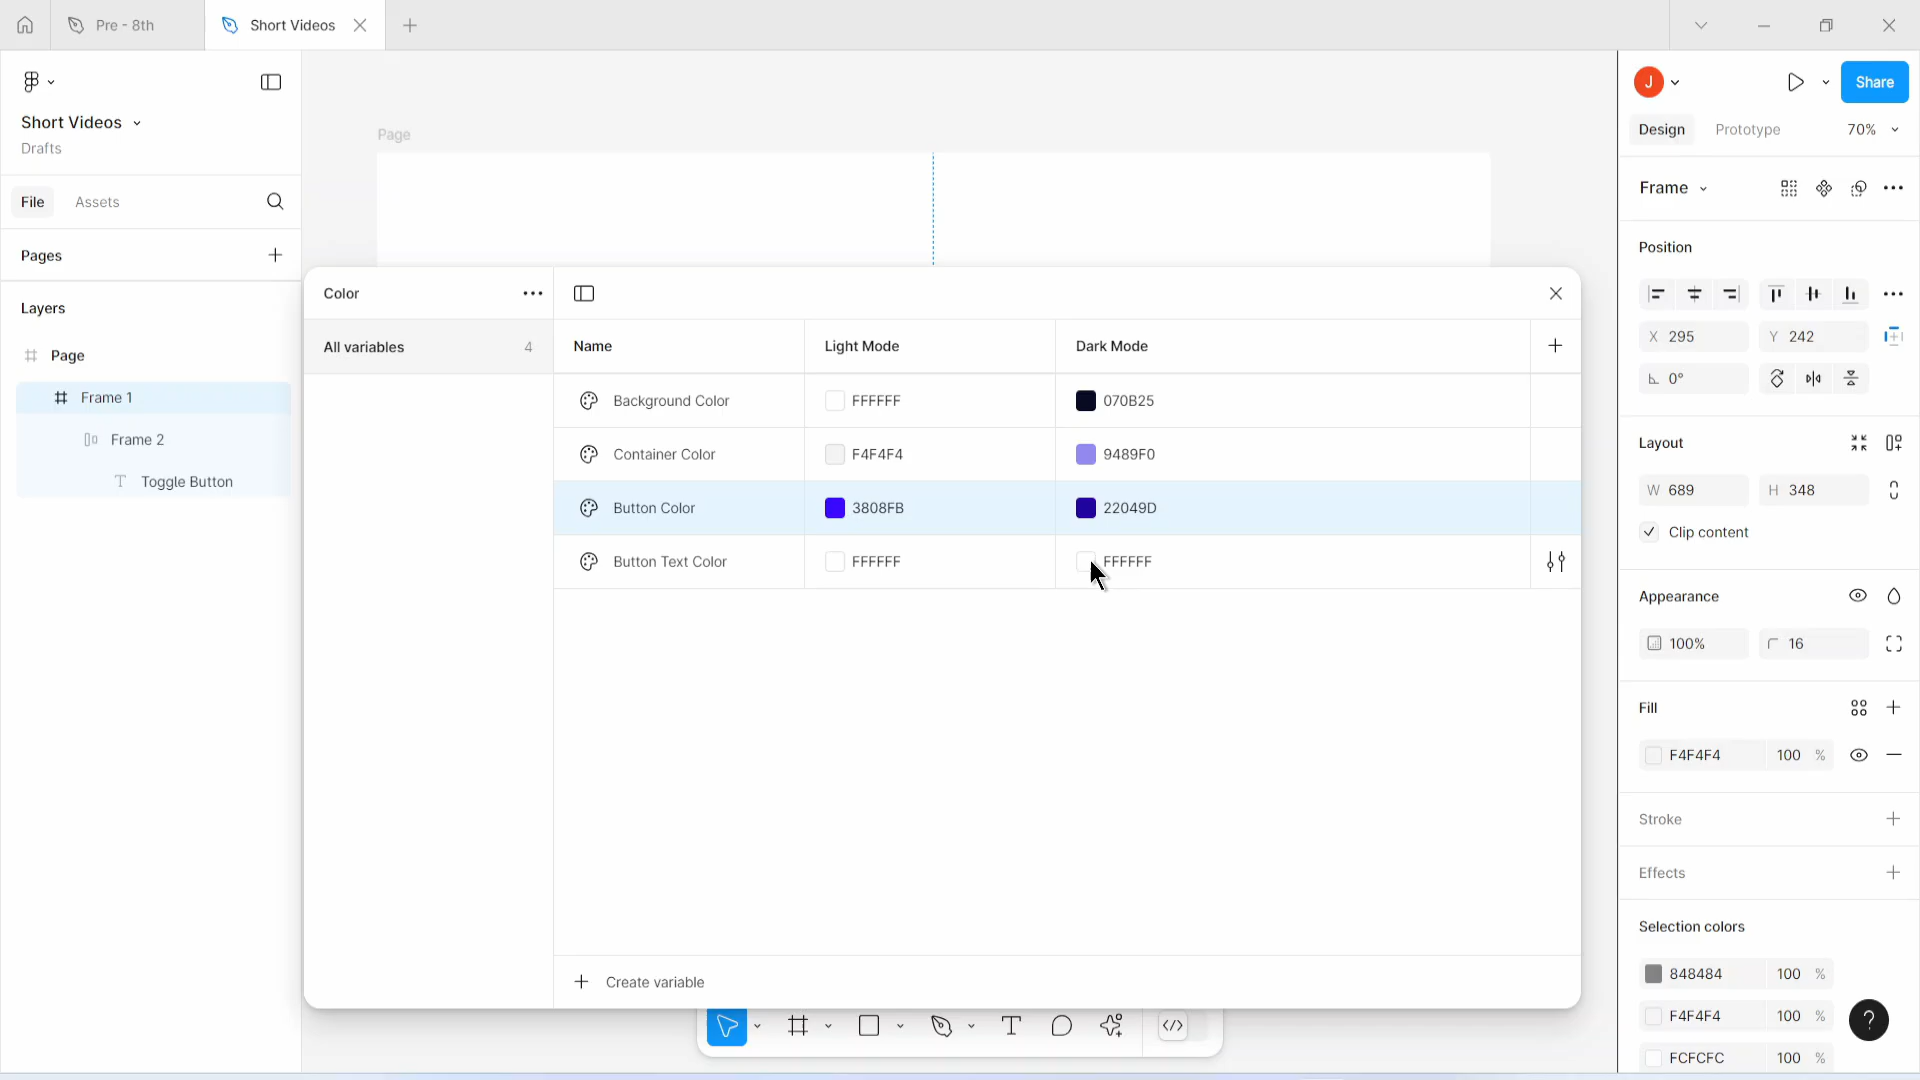 Pre - 8th
Short Videos
Short Videos
Drafts
File
Assets
Pages
Layers
Page
Frame 1
Frame 2
Toggle Button
Page
Color
All variables 4
Name Light Mode Dark Mode
Background Color FFFFFF 070B25
Container Color F4F4F4 9489F0
Button Color 3808FB 22049D
Button Text Color FFFFFF FFFFFF
Create variable
J
Share
Design Prototype 70%
Frame
Position
X 295 Y 242
0°
Layout
W 689 H 348
Clip content
Appearance
100% 16
Fill
F4F4F4 100 %
Stroke
Effects
Selection colors
848484 100 %
F4F4F4 100 %
FCFCFC 100 %
?